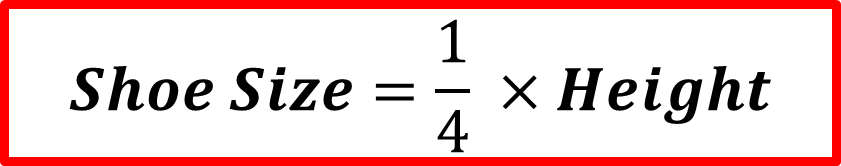 Shoe Size = 1/4 × Height